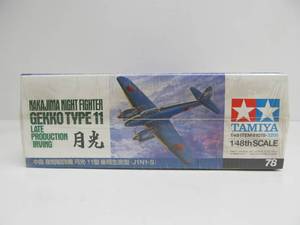 NAKAJIMA NIGHT FIGHTER
GEKKO TYPE 11
LATE
PRODUCTION
IRVING
月光
TAMIYA
1/48th SCALE
78